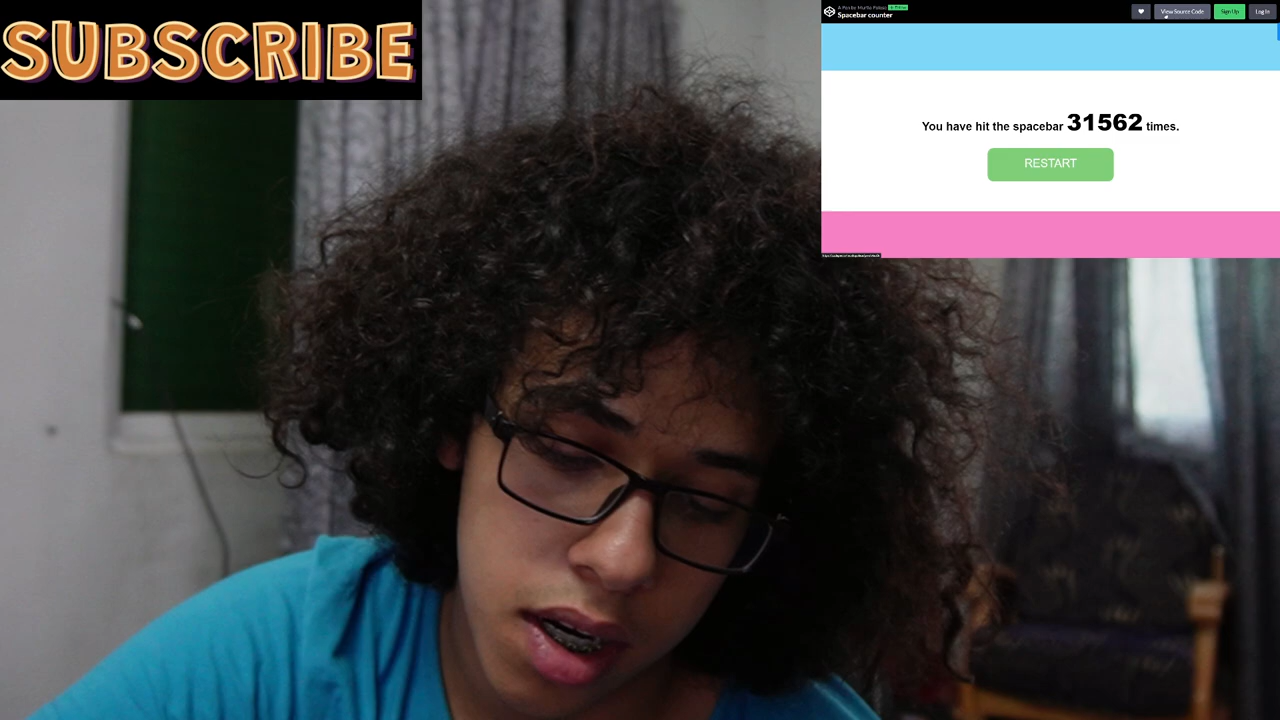 SUBSCRIBE
Spacebar counter
View Source Code
Sign Up
Log In
You have hit the spacebar 31562 times.
RESTART